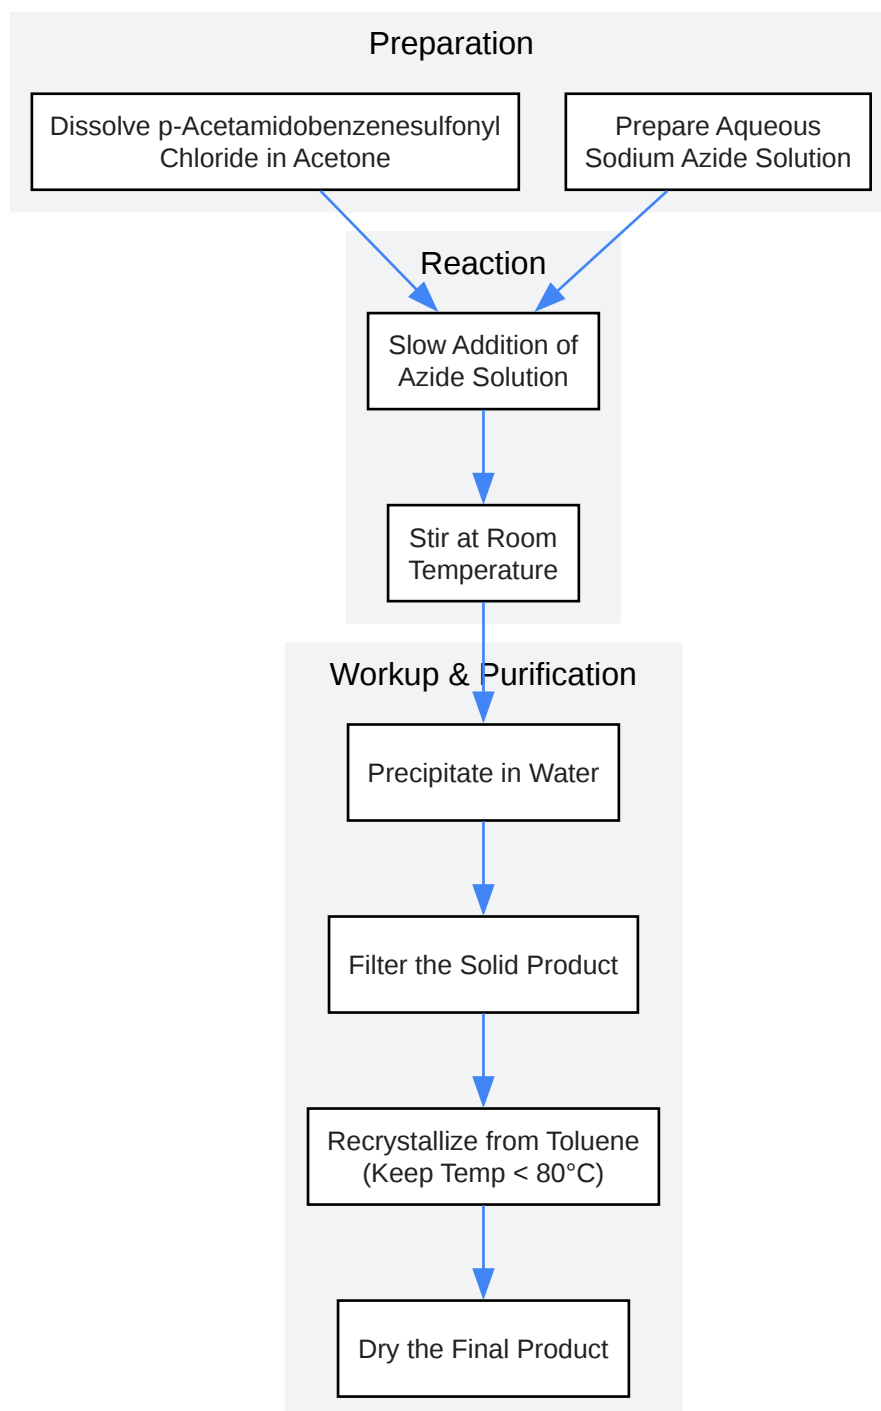 Preparation
Dissolve p-Acetamidobenzenesulfonyl
Chloride in Acetone
Prepare Aqueous
Sodium Azide Solution
Reaction
Slow Addition of
Azide Solution
Stir at Room
Temperature
Workup & Purification
Precipitate in Water
Filter the Solid Product
Recrystallize from Toluene
(Keep Temp < 80°C)
Dry the Final Product